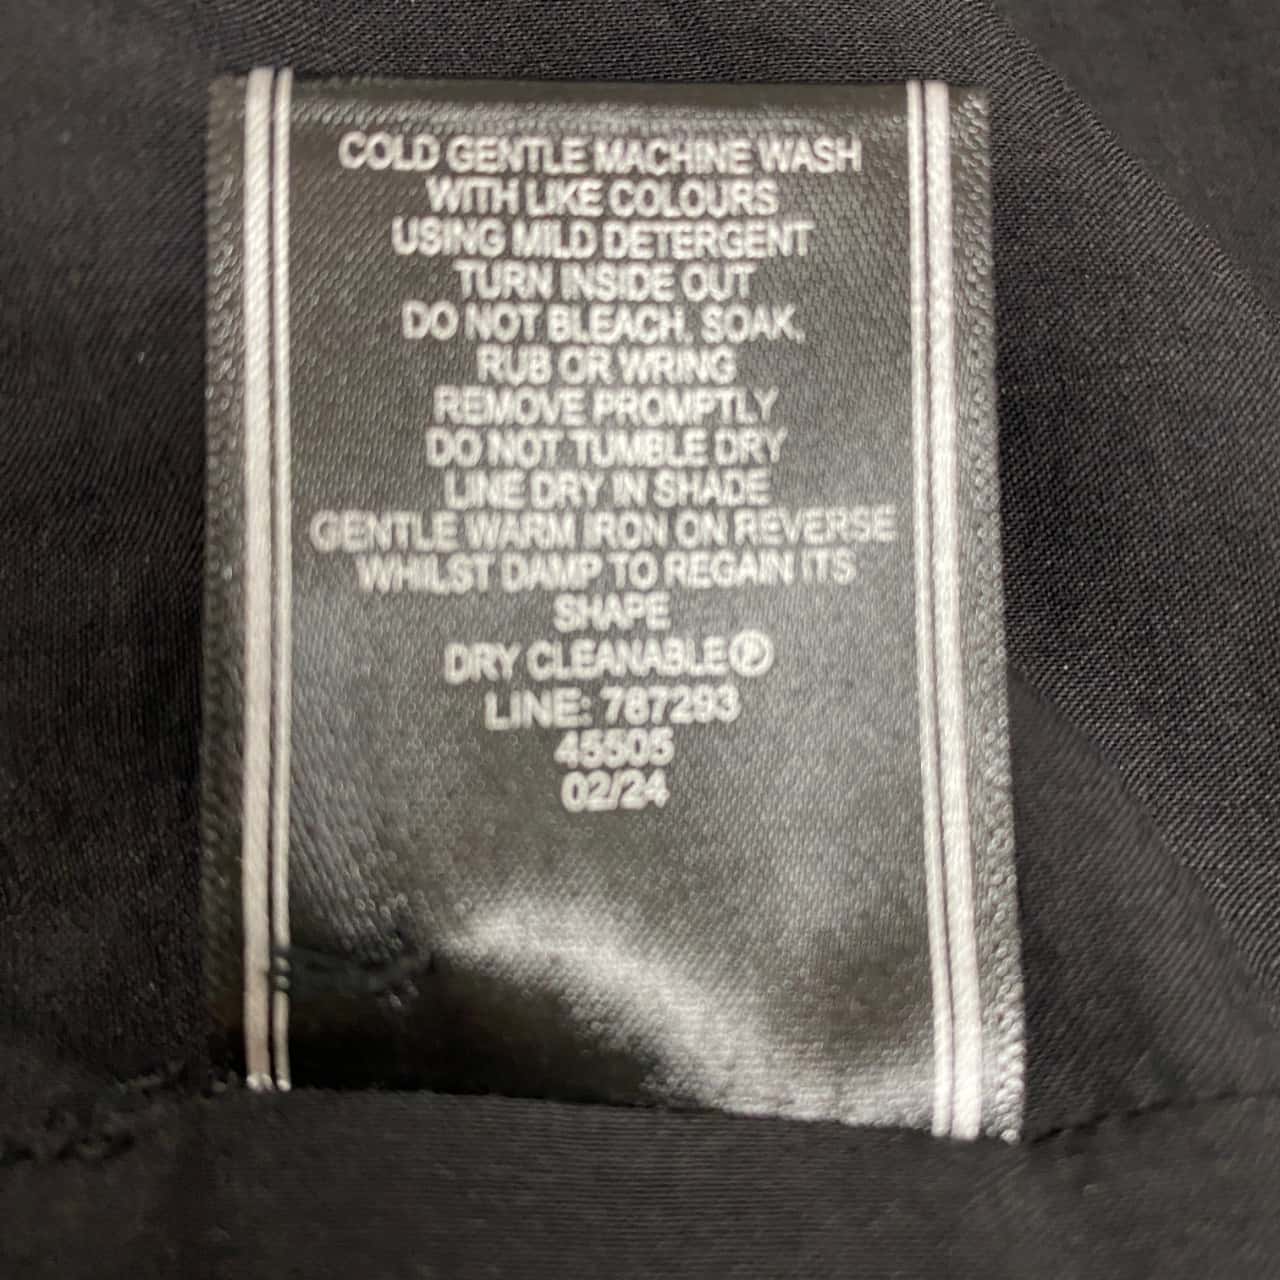 COLD GENTLE MACHINE WASH
WITH LIKE COLOURS
USING MILD DETERGENT
TURN INSIDE OUT
DO NOT BLEACH, SOAK,
RUB OR WRING
REMOVE PROMPTLY
DO NOT TUMBLE DRY
LINE DRY IN SHADE
GENTLE WARM IRON ON REVERSE
WHILST DAMP TO REGAIN ITS
SHAPE
DRY CLEANABLE Ⓟ
LINE: 787293
45505
02/24